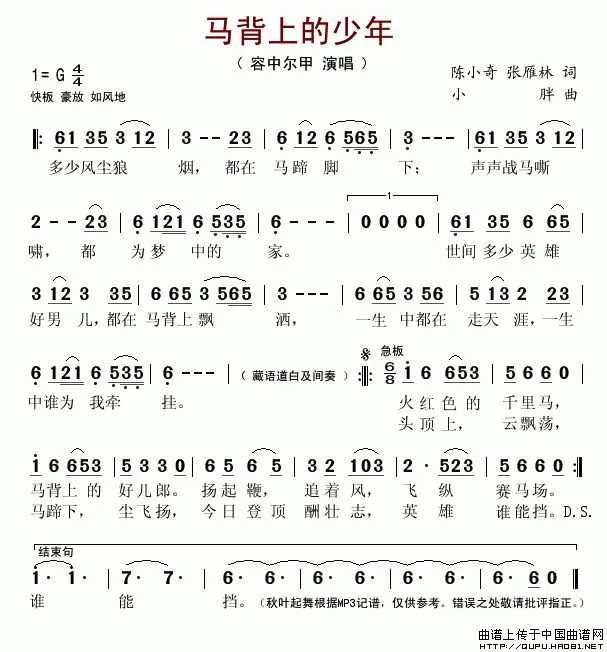 马背上的少年
（ 容中尔甲 演唱 ）
1=G 4/4
陈小奇 张雁林 词
快板 豪放 如风地
小 胖 曲
‖: 61 35 3 12 | 3 - - 23 | 6 12 6 565 | 3 - - - | 61 35 3 12 |
多少风尘狼 烟， 都在 马蹄 脚 下； 声声战马嘶
1
2 - - 23 | 6 121 6 535 | 6 - - - | 0 0 0 0 | 61 35 6 65 |
啸， 都 为梦 中的 家。 世间多少英雄
3 12 3 35 | 6 665 3 565 | 3 - - - | 6 65 3 56 | 5 13 2 23 |
好男 儿，都在马背上飘 洒， 一生 中都在 走天 涯，一生
急板
6 121 6 535 | 6 - - - | （ 藏语道白及间奏 ） :‖: 6/8 1 6 653 | 5 6 6 0 |
中谁为 我牵 挂。 火红色的 千里马，
头顶上， 云飘荡，
1 6 653 | 5 3 3 0 | 6 6 5 | 3 2 103 | 2· 523 | 5 6 6 0 :‖
马背上的 好儿郎。 扬起鞭， 追着风， 飞 纵 赛马场。
马蹄下， 尘飞扬， 今日登顶 酬壮志， 英 雄 谁能挡。D.S.
结束句
1· 1· | 7· 7· | 6· 6· | 6· 6· | 6· 6· | 6· 6· | 6· 6 0 ‖
谁 能 挡。（秋叶起舞根据MP3记谱，仅供参考。错误之处敬请批评指正。）
曲谱上传于中国曲谱网
HTTP://QUPU.HAO81.NET